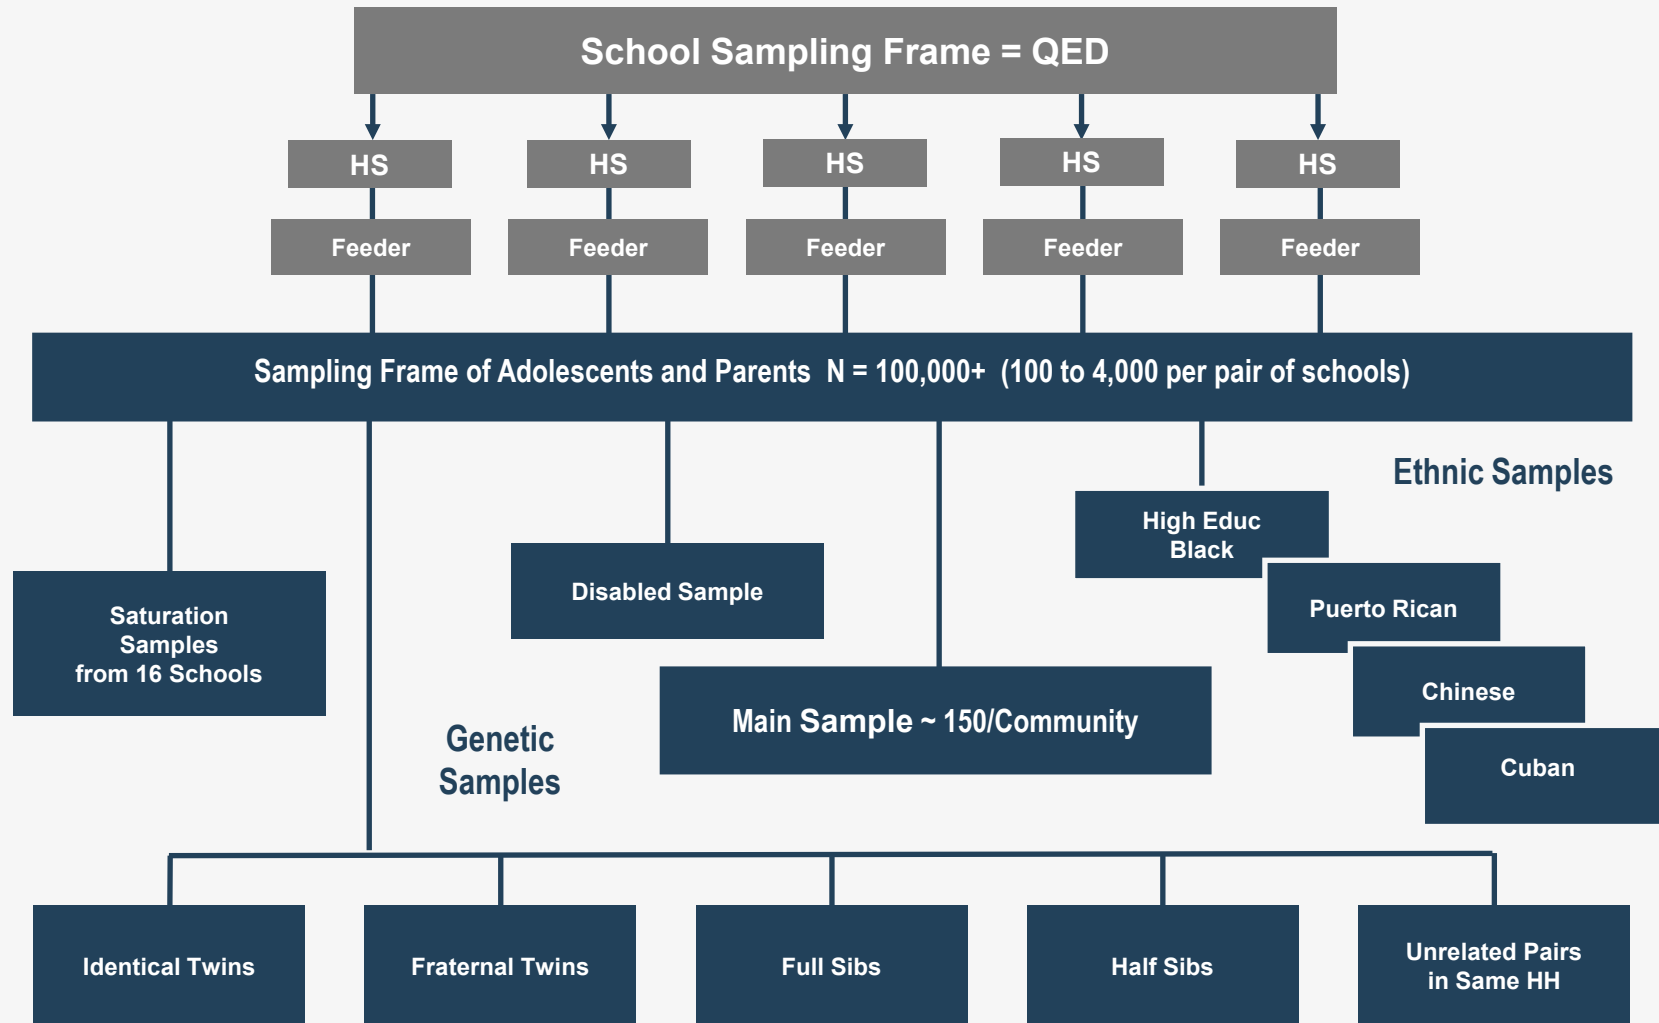 School Sampling Frame = QED
HS
HS
HS
HS
HS
Feeder
Feeder
Feeder
Feeder
Feeder
Sampling Frame of Adolescents and Parents N = 100,000+ (100 to 4,000 per pair of schools)
Ethnic Samples
High Educ
Black
Puerto Rican
Chinese
Cuban
Saturation
Samples
from 16 Schools
Disabled Sample
Main Sample ~ 150/Community
Genetic
Samples
Identical Twins
Fraternal Twins
Full Sibs
Half Sibs
Unrelated Pairs
in Same HH